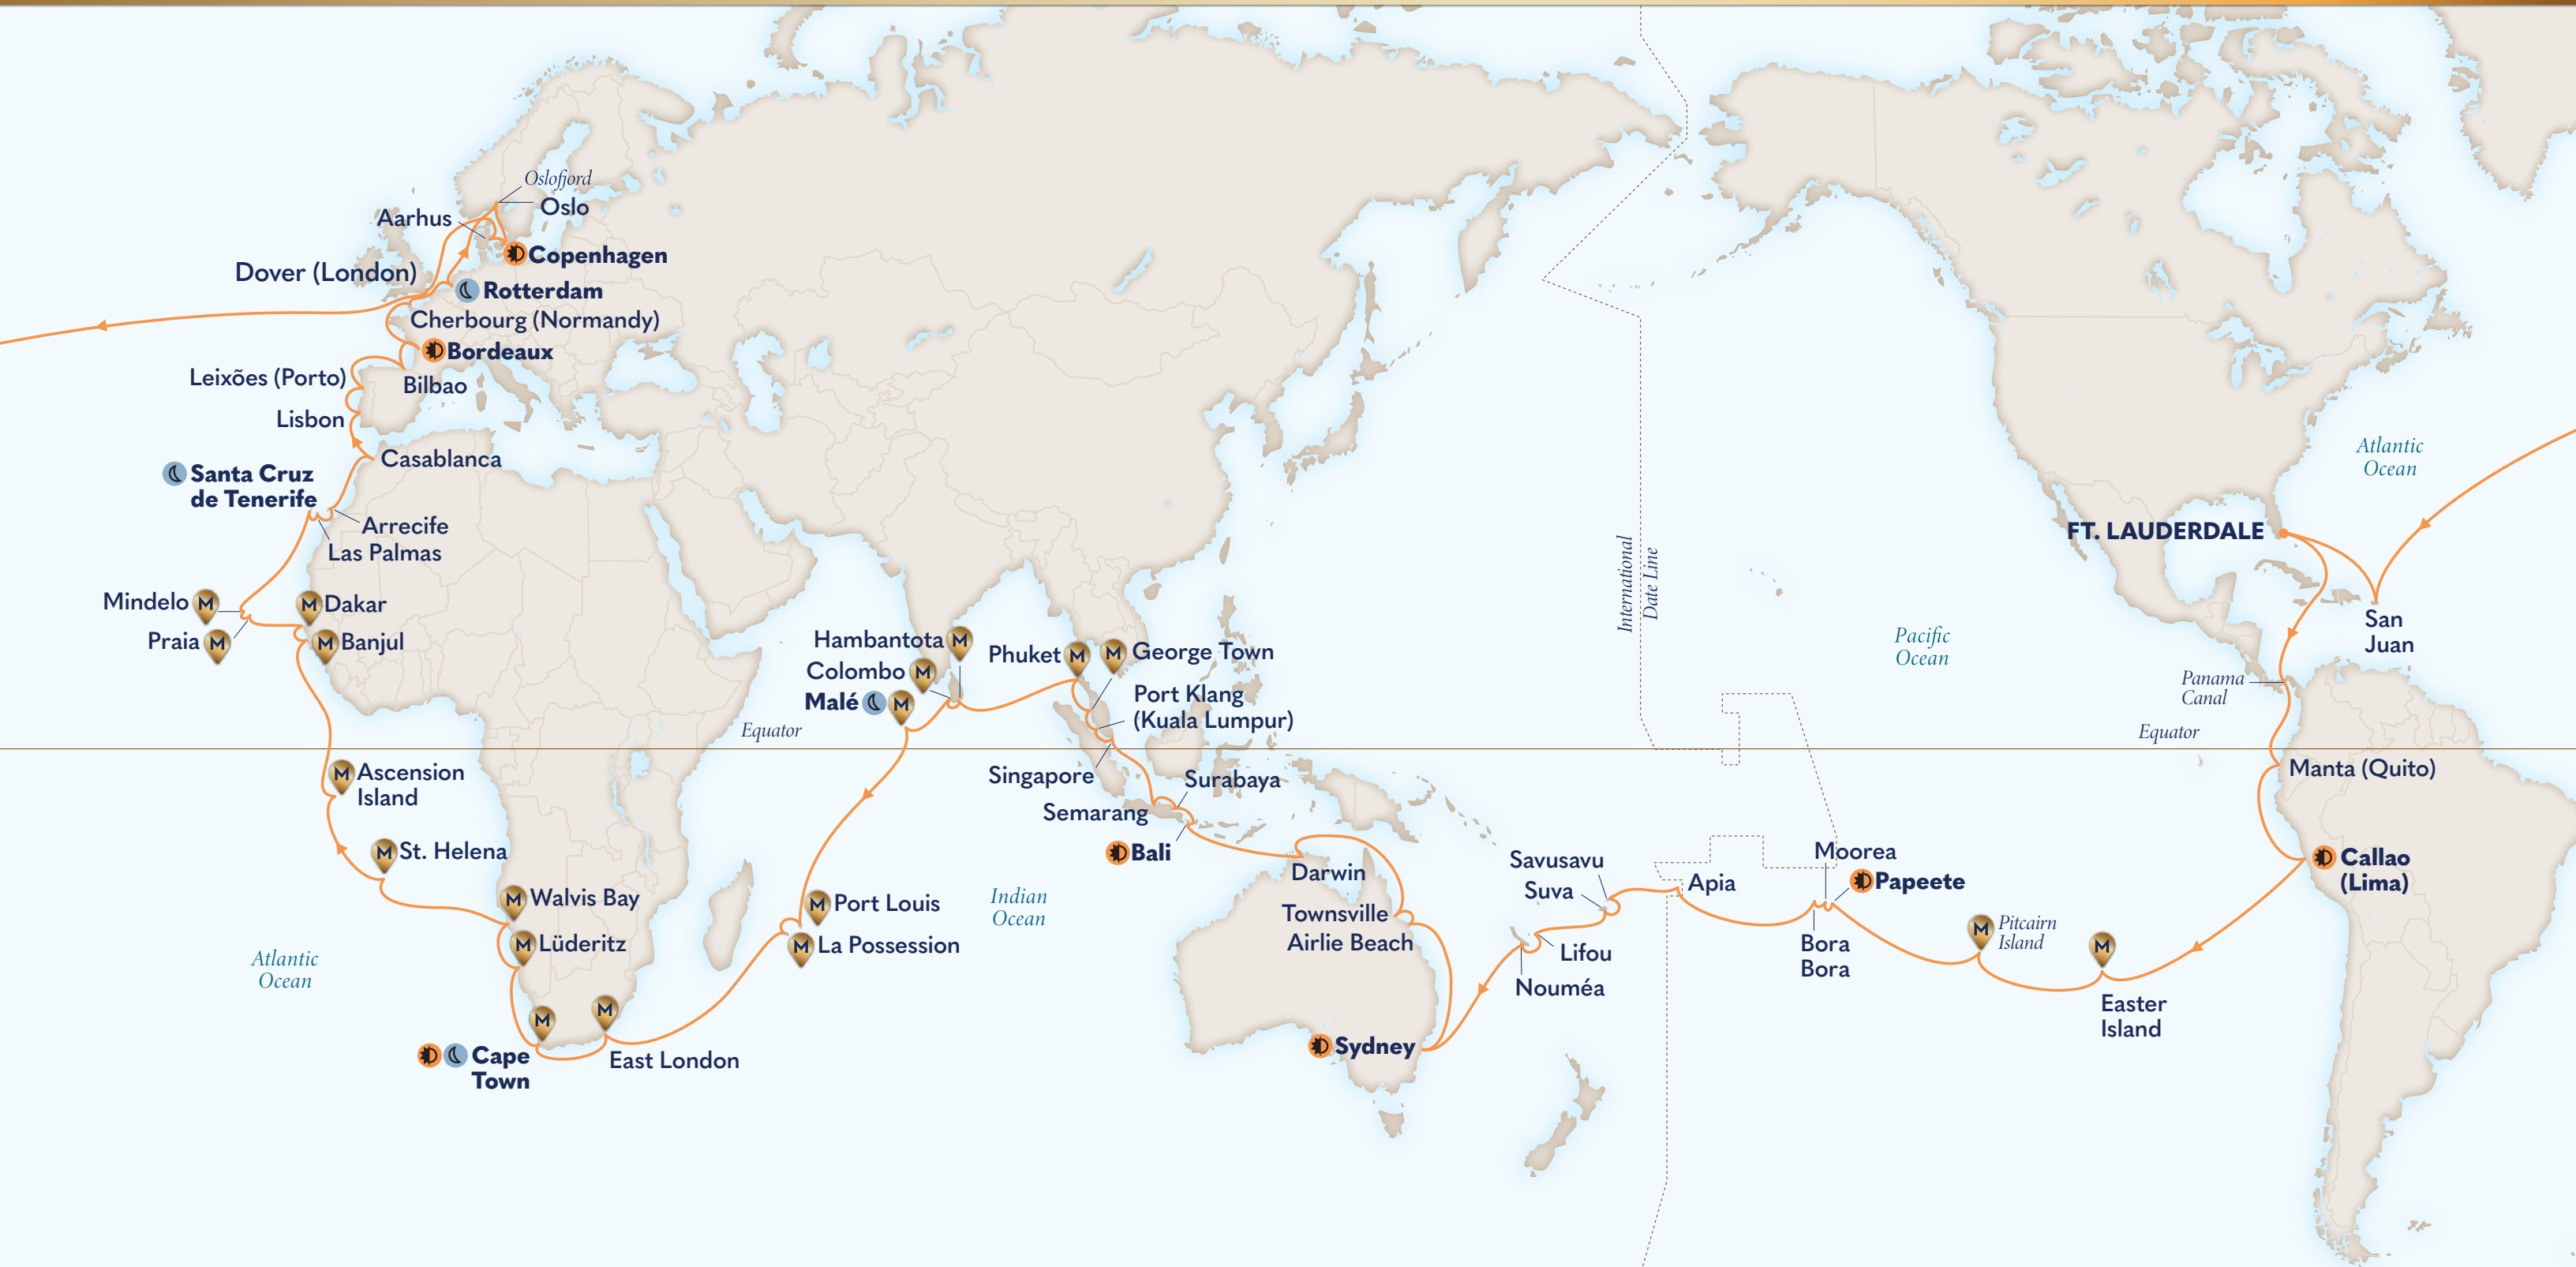 Oslofjord
Oslo
Aarhus
Copenhagen
Dover (London)
Rotterdam
Cherbourg (Normandy)
Bordeaux
Leixões (Porto)
Bilbao
Lisbon
Casablanca
Santa Cruz
de Tenerife
Arrecife
Las Palmas
Mindelo
M
M
Dakar
Praia
M
M
Banjul
M
Ascension
Island
M
St. Helena
M
Walvis Bay
M
Lüderitz
Atlantic
Ocean
M
M
Cape
Town
East London
Hambantota
M
Colombo
M
Malé
M
Equator
Phuket
M
M
George Town
Port Klang
(Kuala Lumpur)
Singapore
Surabaya
Semarang
Bali
M
Port Louis
M
La Possession
Indian
Ocean
Darwin
Townsville
Airlie Beach
Sydney
Savusavu
Suva
Lifou
Nouméa
Apia
International
Date Line
Moorea
Papeete
Bora
Bora
M
Pitcairn
Island
M
Easter
Island
Pacific
Ocean
Atlantic
Ocean
FT. LAUDERDALE
San
Juan
Panama
Canal
Equator
Manta (Quito)
Callao
(Lima)